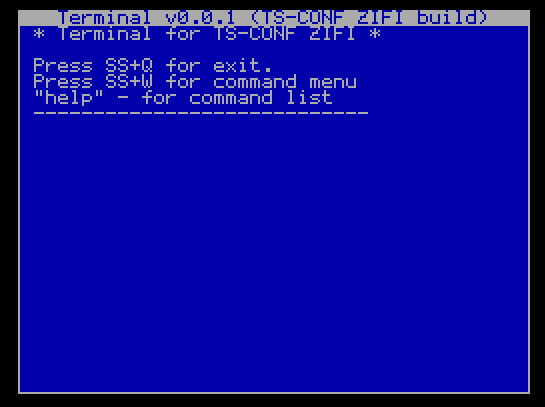 Terminal v0.0.1 (TS-CONF ZIFI build)
* Terminal for TS-CONF ZIFI *
Press SS+Q for exit.
Press SS+W for command menu
"help" - for command list
----------------------------